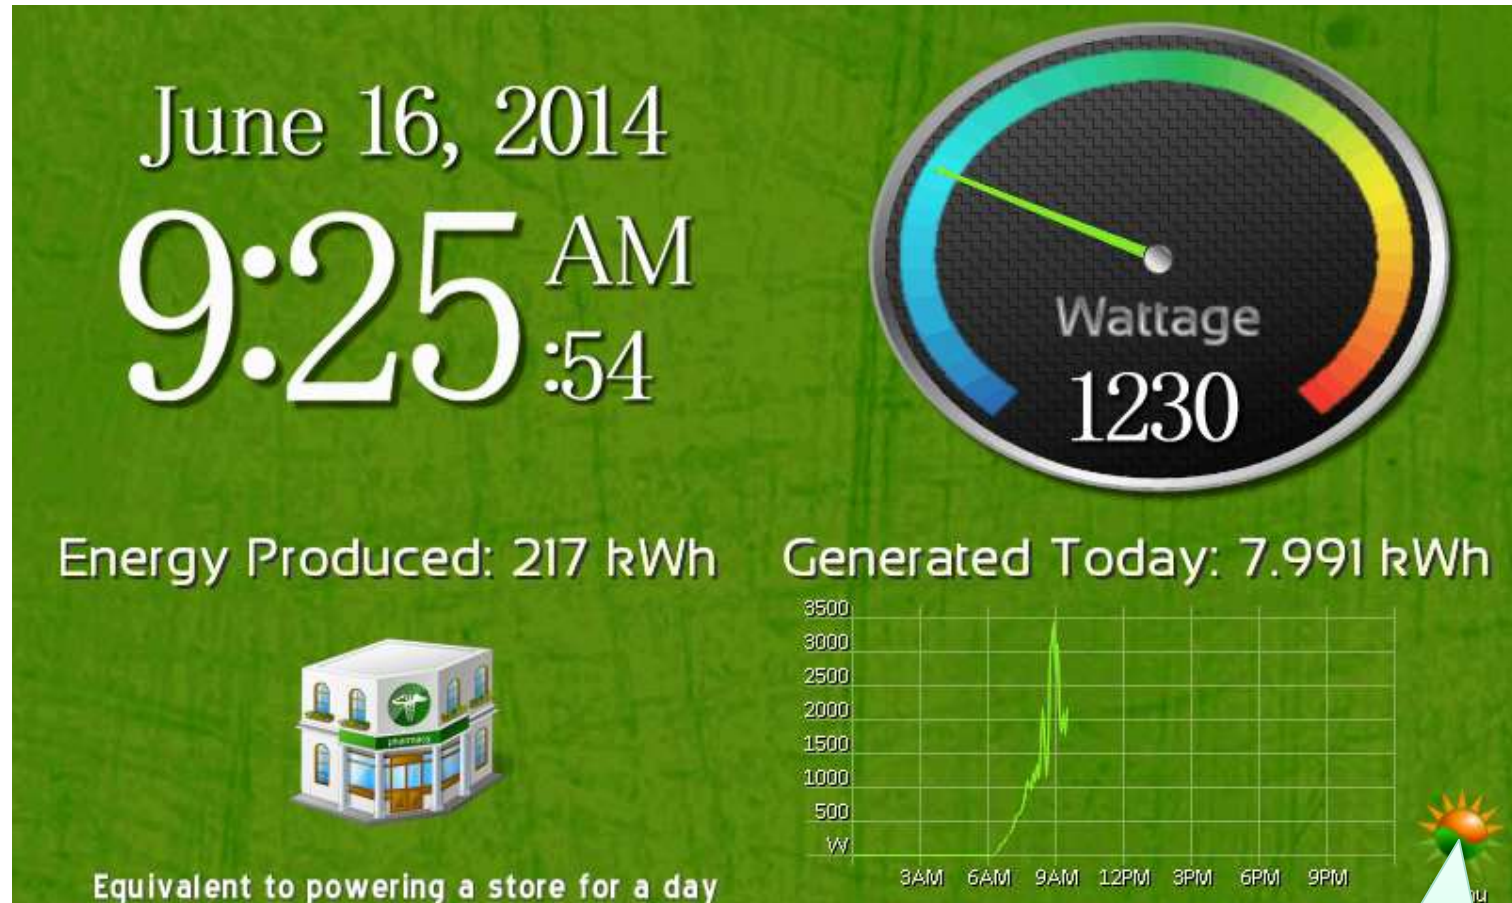 June 16, 2014
9:25 AM
:54
Wattage
1230
Energy Produced: 217 kWh
Generated Today: 7.991 kWh
3500
3000
2500
2000
1500
1000
500
W
3AM 6AM 9AM 12PM 3PM 6PM 9PM
pharmacy
Equivalent to powering a store for a day